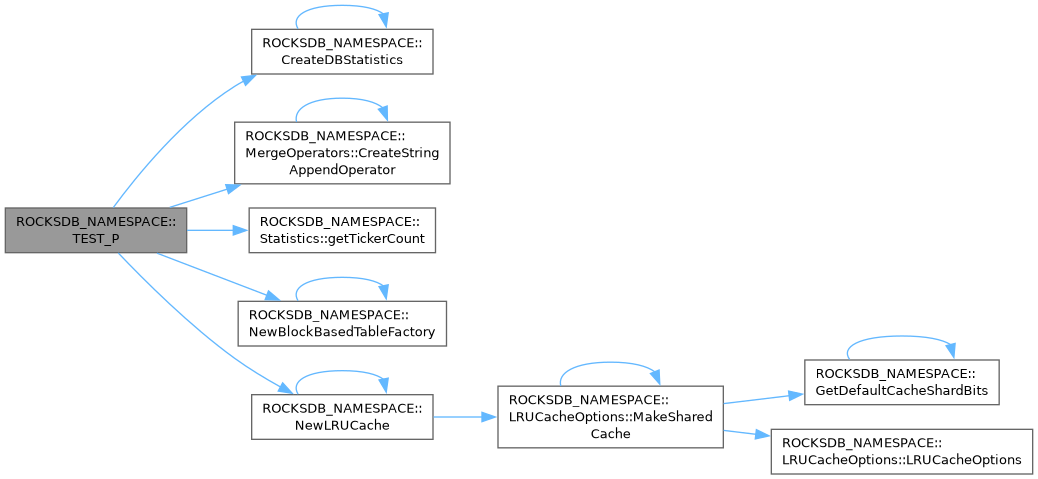 ROCKSDB_NAMESPACE::
CreateDBStatistics
ROCKSDB_NAMESPACE::
MergeOperators::CreateString
AppendOperator
ROCKSDB_NAMESPACE::
TEST_P
ROCKSDB_NAMESPACE::
Statistics::getTickerCount
ROCKSDB_NAMESPACE::
NewBlockBasedTableFactory
ROCKSDB_NAMESPACE::
NewLRUCache
ROCKSDB_NAMESPACE::
LRUCacheOptions::MakeShared
Cache
ROCKSDB_NAMESPACE::
GetDefaultCacheShardBits
ROCKSDB_NAMESPACE::
LRUCacheOptions::LRUCacheOptions